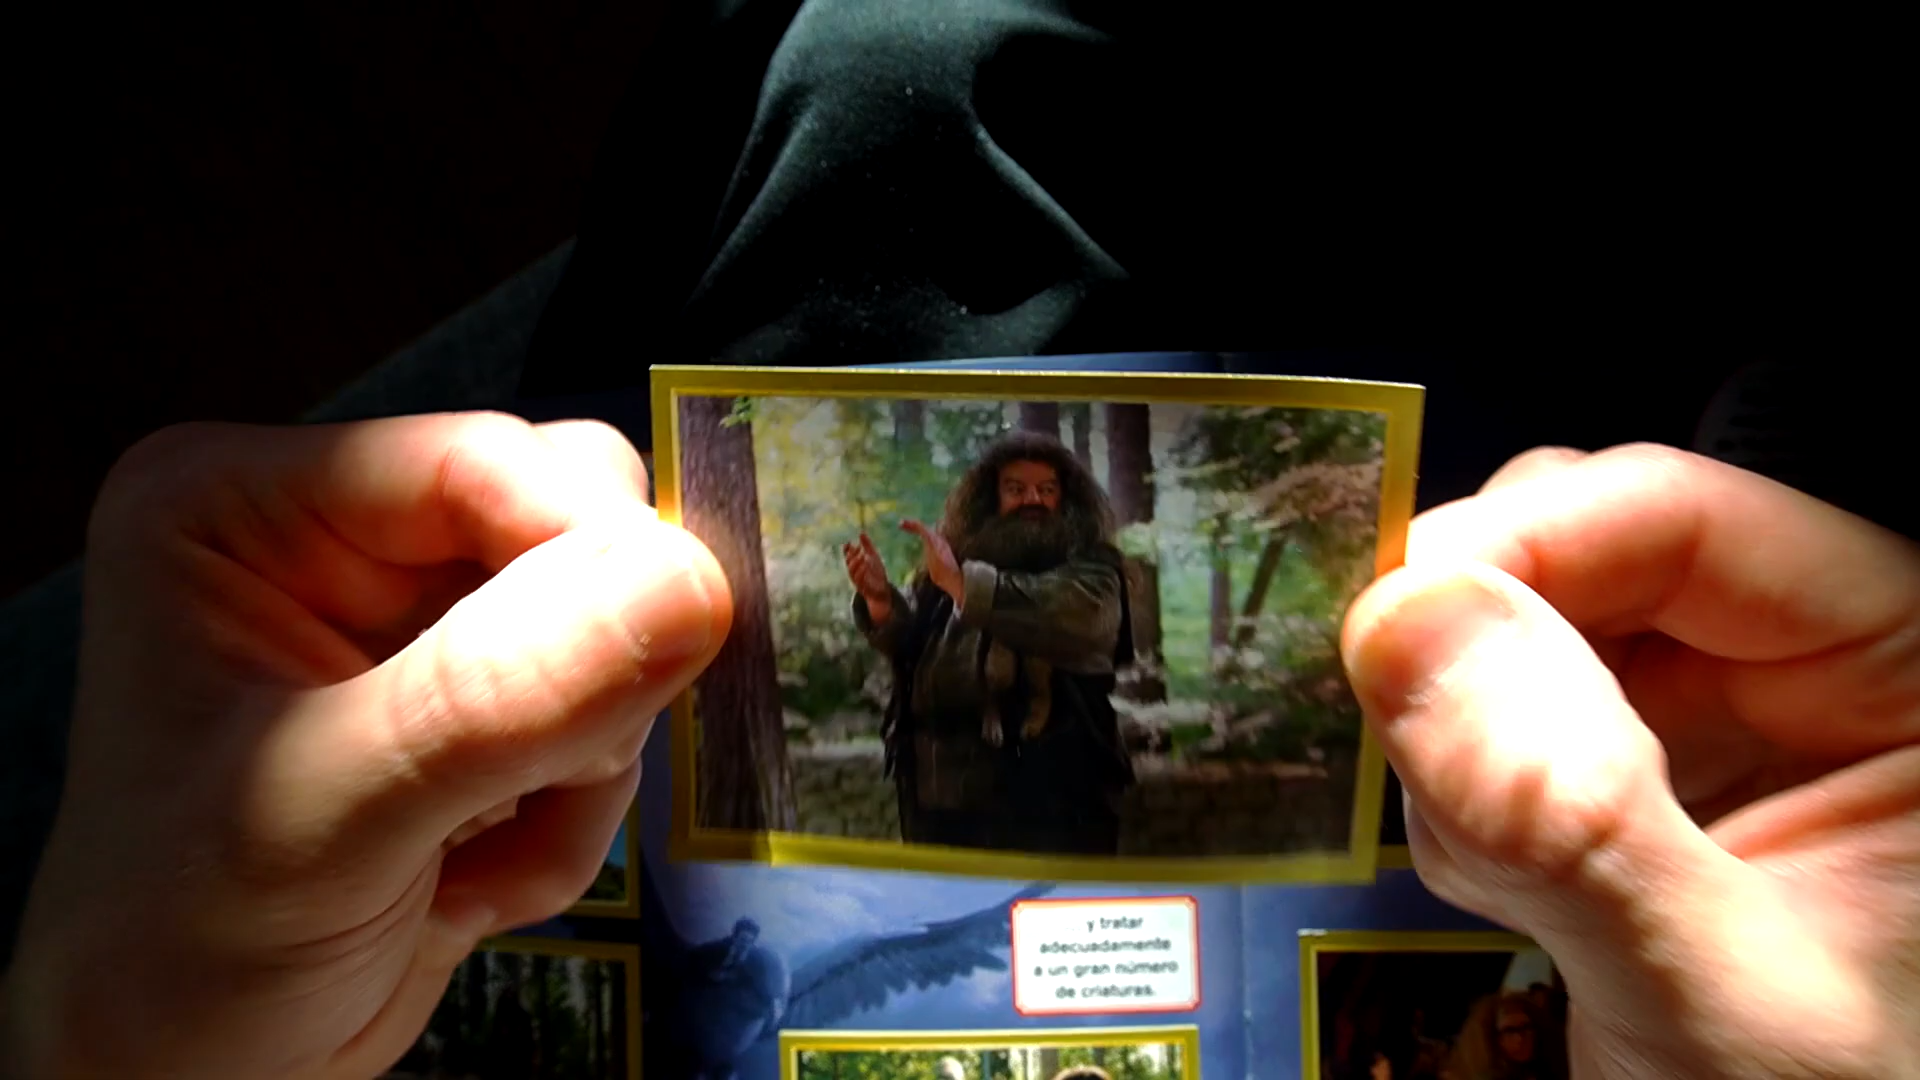 ... y tratar
adecuadamente
a un gran número
de criaturas.